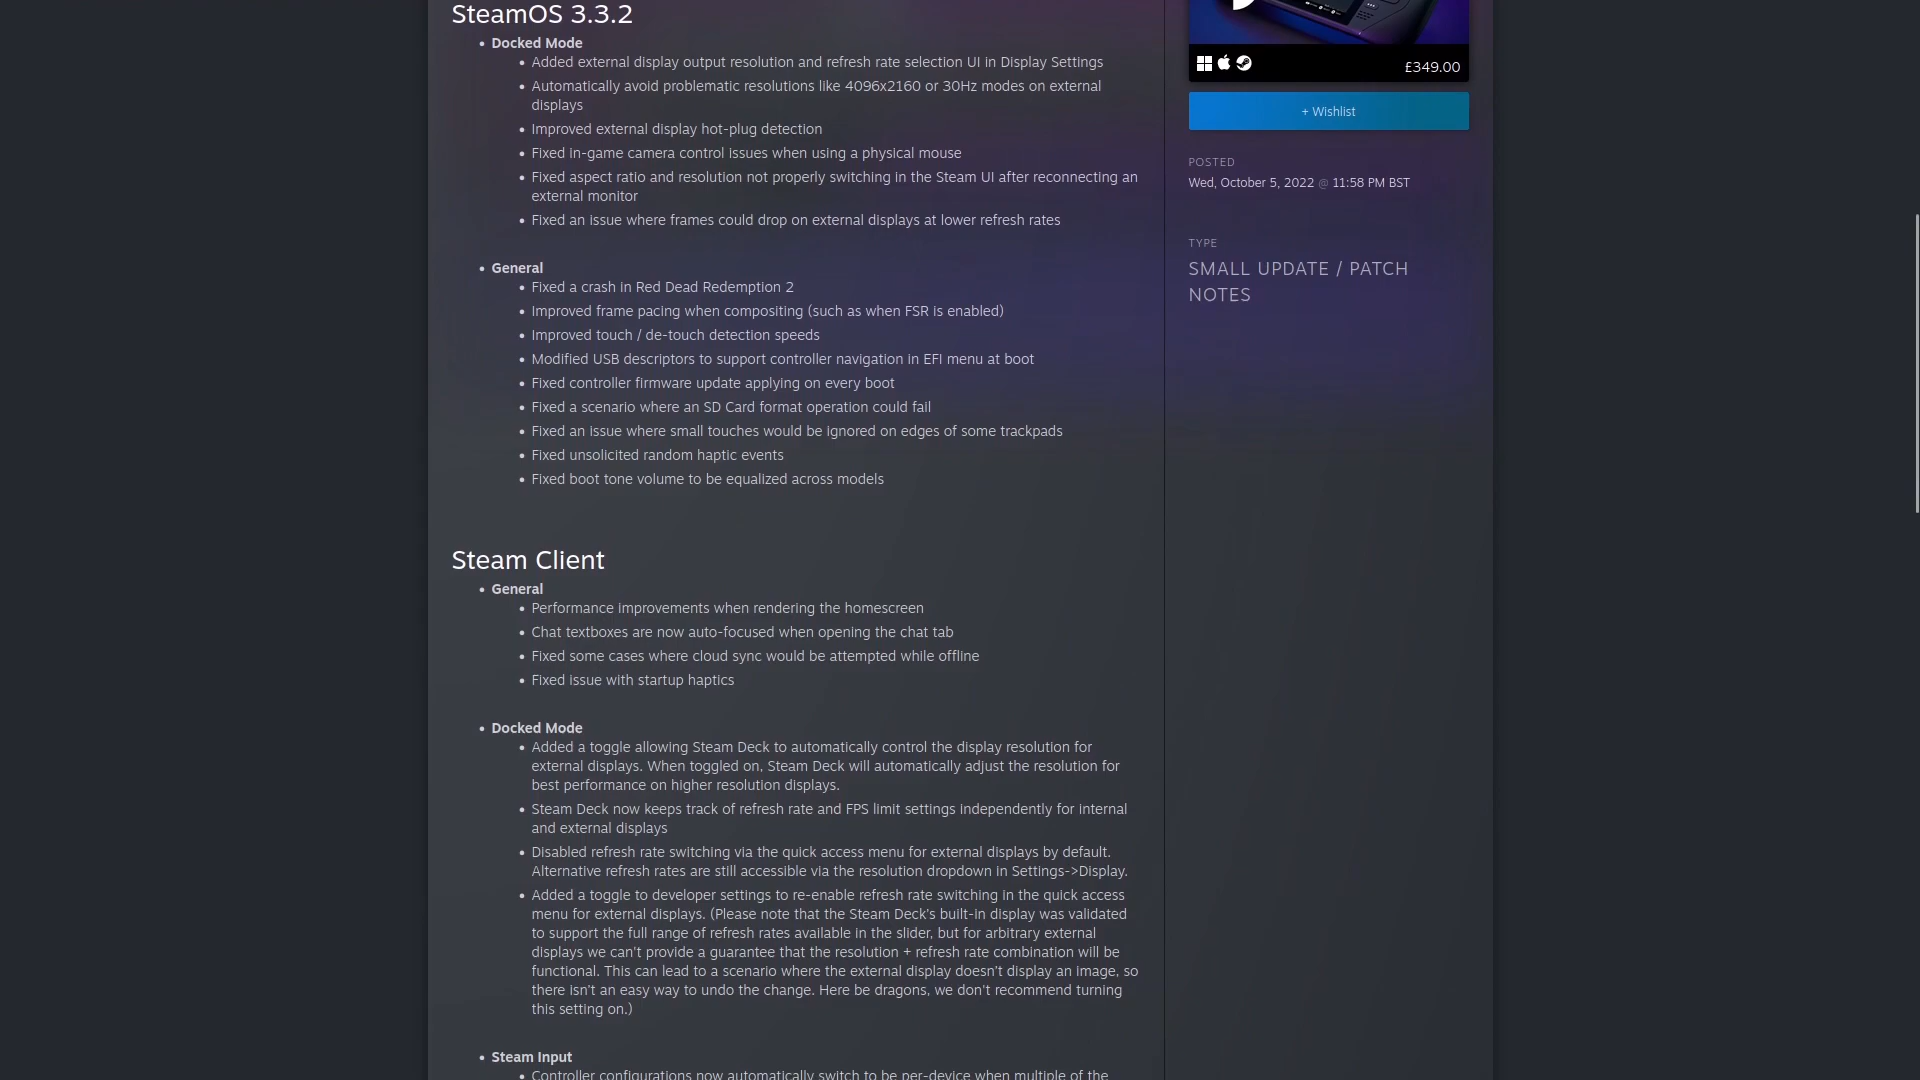 SteamOS 3.3.2
• Docked Mode
• Added external display output resolution and refresh rate selection UI in Display Settings
• Automatically avoid problematic resolutions like 4096x2160 or 30Hz modes on external
displays
• Improved external display hot-plug detection
• Fixed in-game camera control issues when using a physical mouse
• Fixed aspect ratio and resolution not properly switching in the Steam UI after reconnecting an
external monitor
• Fixed an issue where frames could drop on external displays at lower refresh rates
• General
• Fixed a crash in Red Dead Redemption 2
• Improved frame pacing when compositing (such as when FSR is enabled)
• Improved touch / de-touch detection speeds
• Modified USB descriptors to support controller navigation in EFI menu at boot
• Fixed controller firmware update applying on every boot
• Fixed a scenario where an SD Card format operation could fail
• Fixed an issue where small touches would be ignored on edges of some trackpads
• Fixed unsolicited random haptic events
• Fixed boot tone volume to be equalized across models
Steam Client
• General
• Performance improvements when rendering the homescreen
• Chat textboxes are now auto-focused when opening the chat tab
• Fixed some cases where cloud sync would be attempted while offline
• Fixed issue with startup haptics
• Docked Mode
• Added a toggle allowing Steam Deck to automatically control the display resolution for
external displays. When toggled on, Steam Deck will automatically adjust the resolution for
best performance on higher resolution displays.
• Steam Deck now keeps track of refresh rate and FPS limit settings independently for internal
and external displays
• Disabled refresh rate switching via the quick access menu for external displays by default.
Alternative refresh rates are still accessible via the resolution dropdown in Settings->Display.
• Added a toggle to developer settings to re-enable refresh rate switching in the quick access
menu for external displays. (Please note that the Steam Deck's built-in display was validated
to support the full range of refresh rates available in the slider, but for arbitrary external
displays we can't provide a guarantee that the resolution + refresh rate combination will be
functional. This can lead to a scenario where the external display doesn't display an image, so
there isn't an easy way to undo the change. Here be dragons, we don't recommend turning
this setting on.)
• Steam Input
• Controller configurations now automatically switch to be per-device when multiple of the
£349.00
+ Wishlist
POSTED
Wed, October 5, 2022 @ 11:58 PM BST
TYPE
SMALL UPDATE / PATCH
NOTES